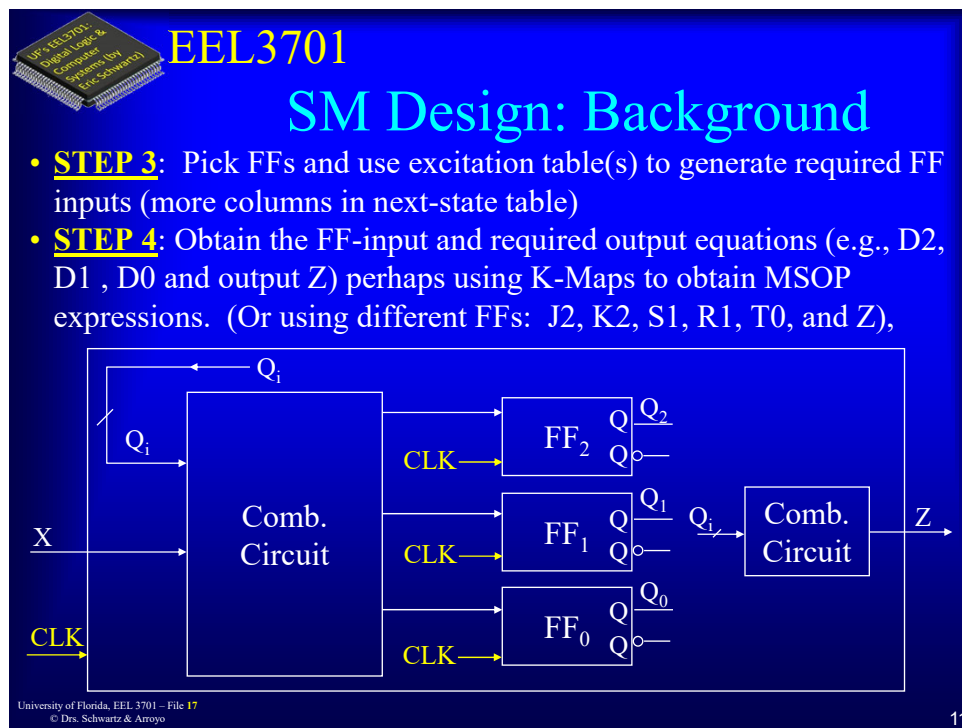 UF's EEL3701:
Digital Logic &
Computer
Systems (by
Eric Schwartz)
EEL3701
SM Design: Background
• STEP 3: Pick FFs and use excitation table(s) to generate required FF
inputs (more columns in next-state table)
• STEP 4: Obtain the FF-input and required output equations (e.g., D2,
D1 , D0 and output Z) perhaps using K-Maps to obtain MSOP
expressions. (Or using different FFs: J2, K2, S1, R1, T0, and Z),
Qi
Qi
X
CLK
Comb.
Circuit
CLK
FF2
Q
Q
Q2
CLK
FF1
Q
Q
Q1
CLK
FF0
Q
Q
Q0
Qi
Comb.
Circuit
Z
University of Florida, EEL 3701 – File 17
© Drs. Schwartz & Arroyo